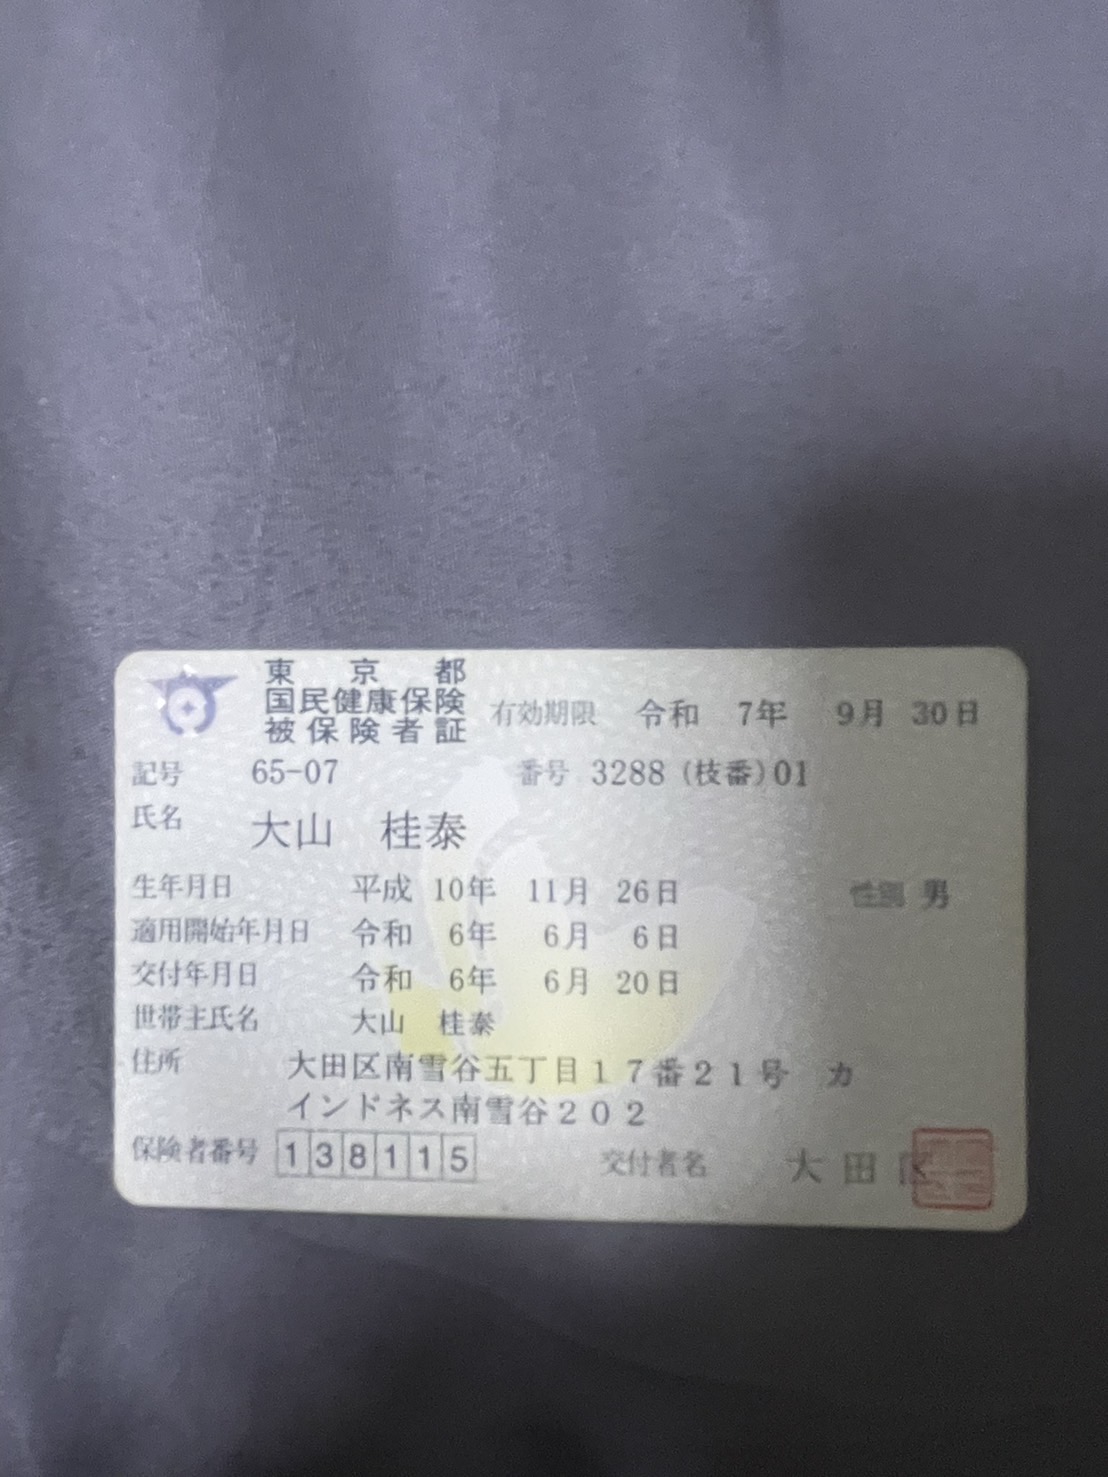 東京都
国民健康保険
被保険者証
有効期限 令和 7年 9月 30日
記号 65-07 番号 3288 (枝番)01
氏名 大山 桂泰
生年月日 平成 10年 11月 26日 性別 男
適用開始年月日 令和 6年 6月 6日
交付年月日 令和 6年 6月 20日
世帯主氏名 大山 桂泰
住所 大田区南雪谷五丁目17番21号 カ
インドネス南雪谷202
保険者番号 138115 交付者名 大田区